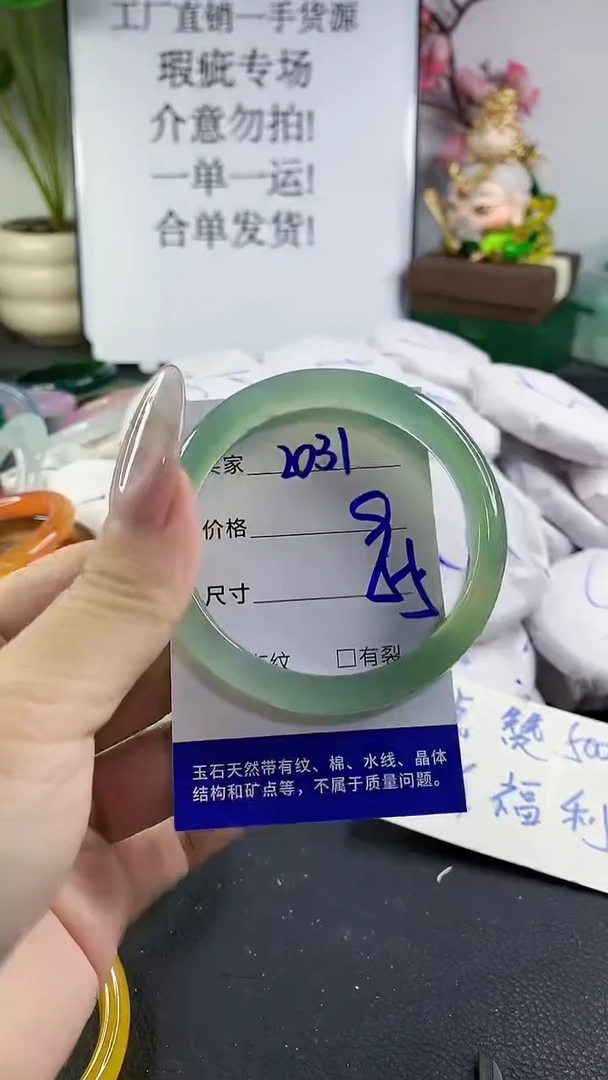 工厂直销一手货源
瑕疵专场
介意勿拍!
一单一运!
合单发货!
家 2031
价格
尺寸
纹 □有裂
玉石天然带有纹、棉、水线、晶体
结构和矿点等，不属于质量问题。
500
福利